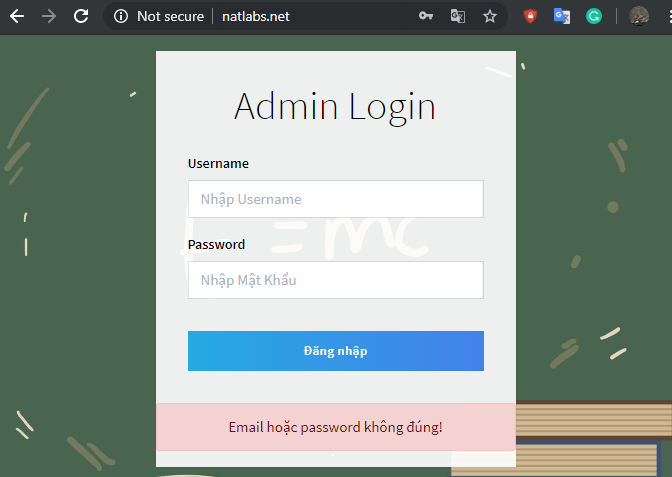 Not secure | natlabs.net
Admin Login
Username
Nhập Username
= mc
Password
Nhập Mật Khẩu
Đăng nhập
Email hoặc password không đúng!